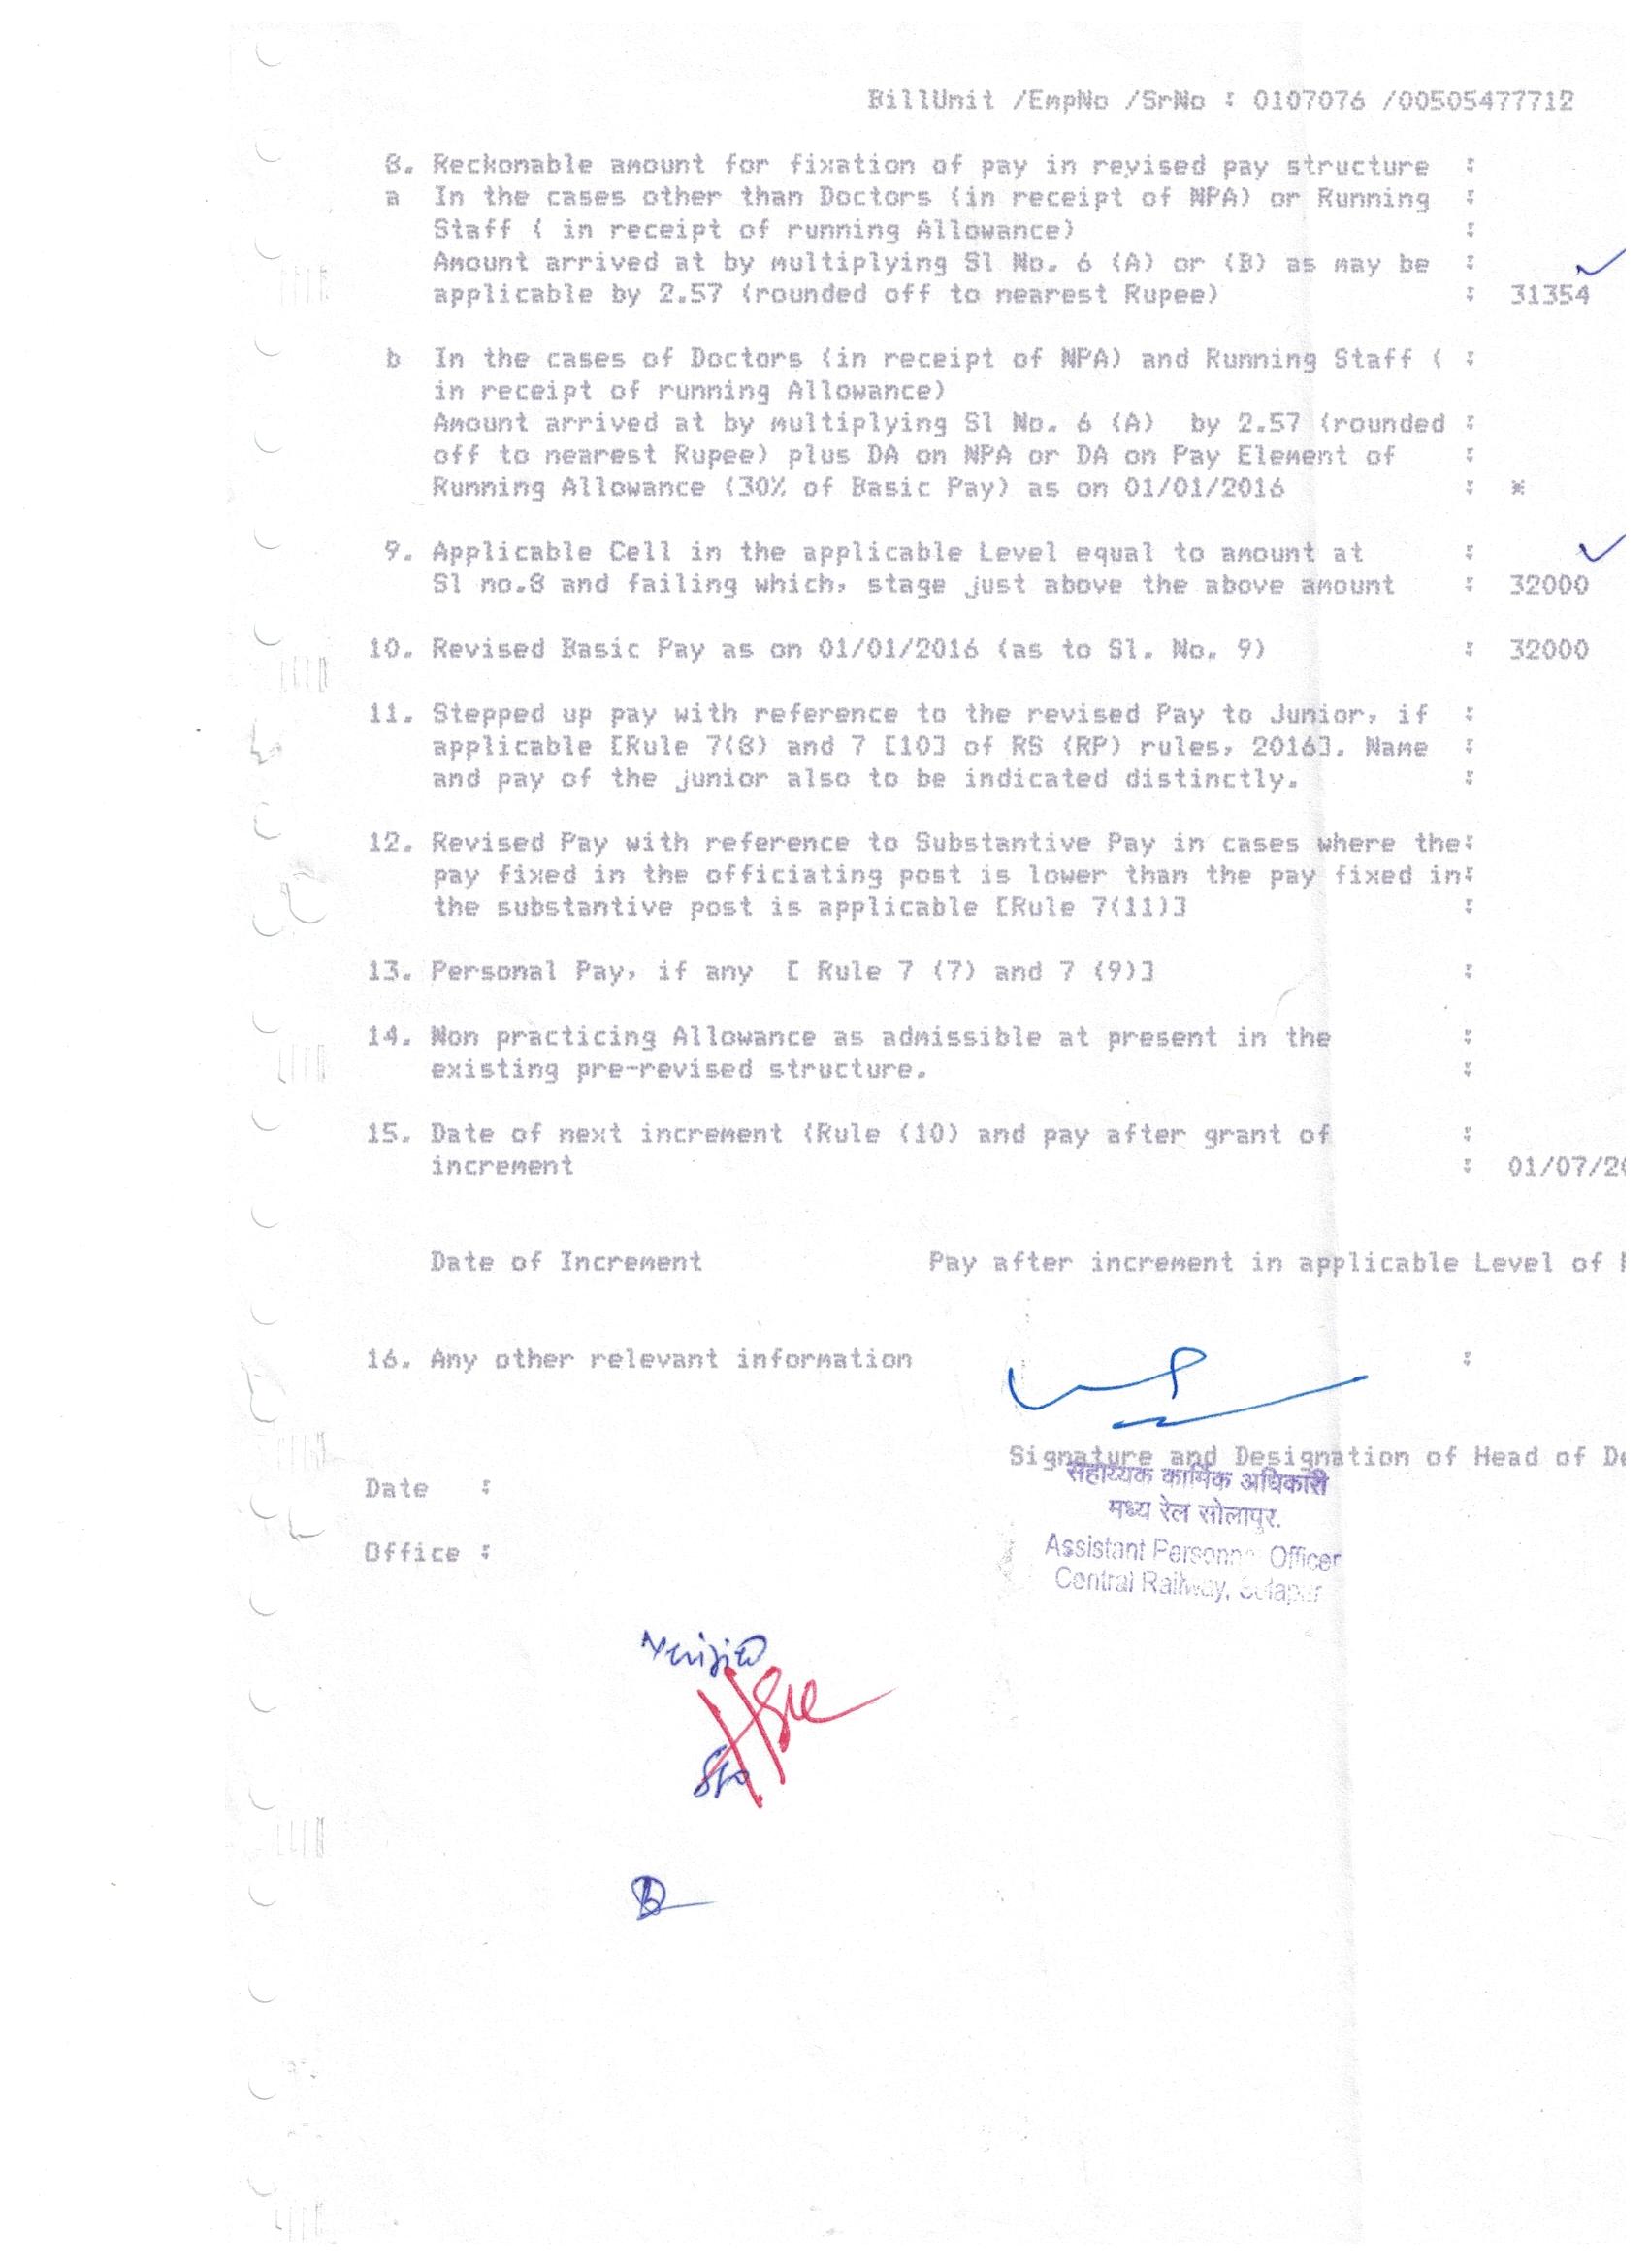 BillUnit /EmpNo /SrNo : 0107076 /00505477712
8. Reckonable amount for fixation of pay in revised pay structure :
a In the cases other than Doctors (in receipt of NPA) or Running :
Staff ( in receipt of running Allowance) :
Amount arrived at by multiplying Sl No. 6 (A) or (B) as may be :
applicable by 2.57 (rounded off to nearest Rupee) : 31354
b In the cases of Doctors (in receipt of NPA) and Running Staff ( :
in receipt of running Allowance)
Amount arrived at by multiplying Sl No. 6 (A) by 2.57 (rounded :
off to nearest Rupee) plus DA on NPA or DA on Pay Element of :
Running Allowance (30% of Basic Pay) as on 01/01/2016 : *
9. Applicable Cell in the applicable Level equal to amount at :
Sl no.8 and failing which, stage just above the above amount : 32000
10. Revised Basic Pay as on 01/01/2016 (as to Sl. No. 9) : 32000
11. Stepped up pay with reference to the revised Pay to Junior, if :
applicable [Rule 7(8) and 7 [10] of RS (RP) rules, 2016]. Name :
and pay of the junior also to be indicated distinctly. :
12. Revised Pay with reference to Substantive Pay in cases where the:
pay fixed in the officiating post is lower than the pay fixed in:
the substantive post is applicable [Rule 7(11)] :
13. Personal Pay, if any [ Rule 7 (7) and 7 (9)] :
14. Non practicing Allowance as admissible at present in the :
existing pre-revised structure. :
15. Date of next increment (Rule (10) and pay after grant of :
increment : 01/07/20
Date of Increment Pay after increment in applicable Level of
16. Any other relevant information :
Signature and Designation of Head of De
सहाय्यक कार्मिक अधिकारी
Date :
मध्य रेल सोलापुर.
Assistant Personnel Officer
Office :
Central Railway, Solapur
Verified